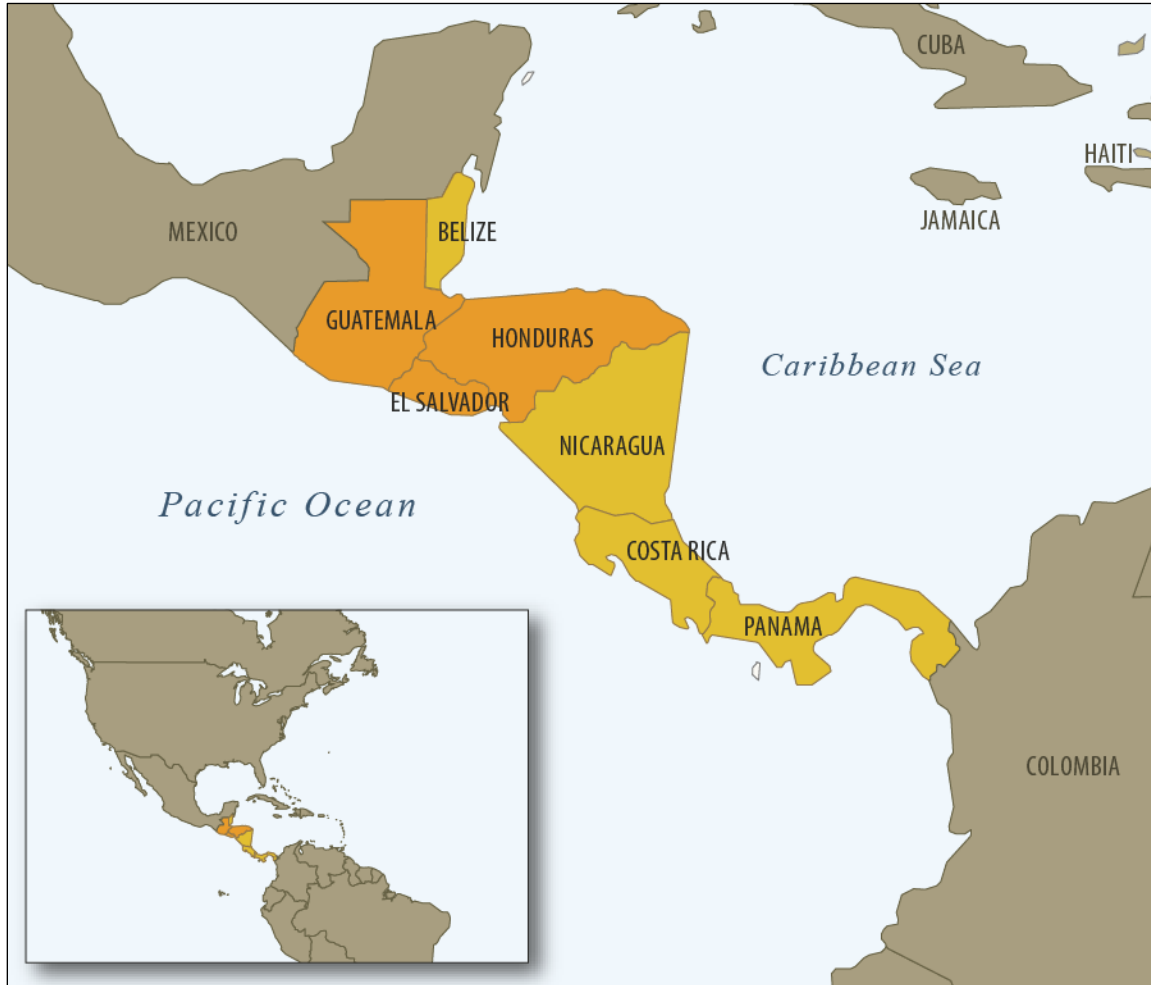 CUBA
HAITI
JAMAICA
MEXICO
BELIZE
GUATEMALA
HONDURAS
Caribbean Sea
EL SALVADOR
NICARAGUA
Pacific Ocean
COSTA RICA
PANAMA
COLOMBIA